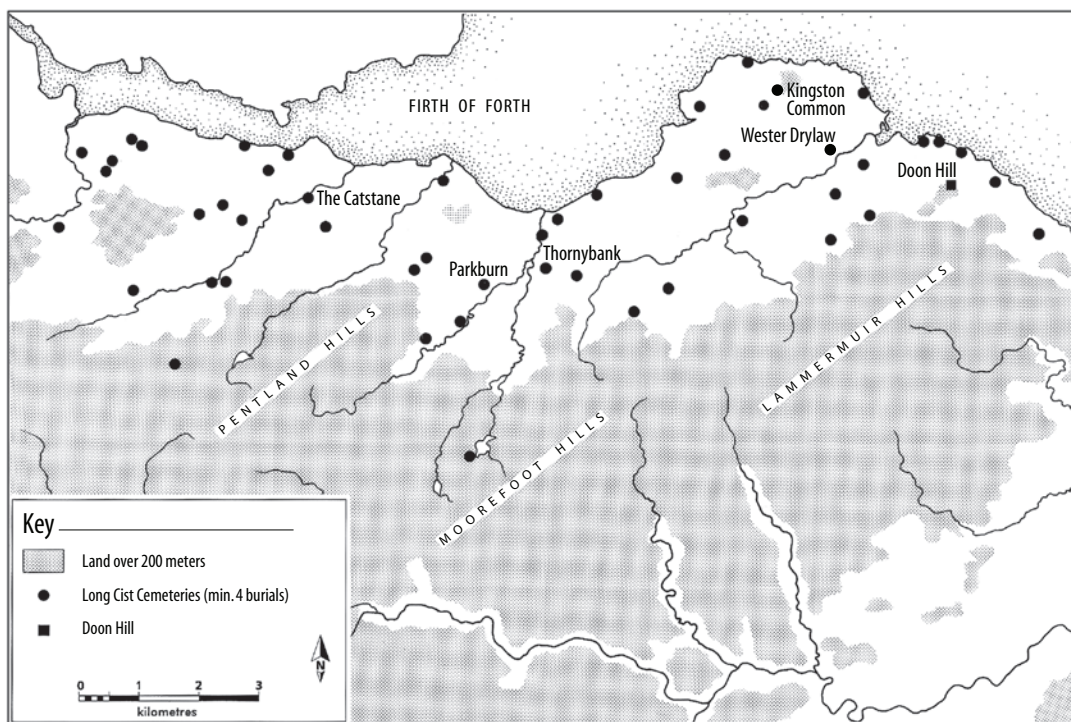 FIRTH OF FORTH
Kingston
Common
Wester Drylaw
Doon Hill
The Catstane
Thornybank
Parkburn
PENTLAND HILLS
LAMMERMUIR HILLS
MOOREFOOT HILLS
Key
Land over 200 meters
Long Cist Cemeteries (min. 4 burials)
Doon Hill
N
0 1 2 3
kilometres